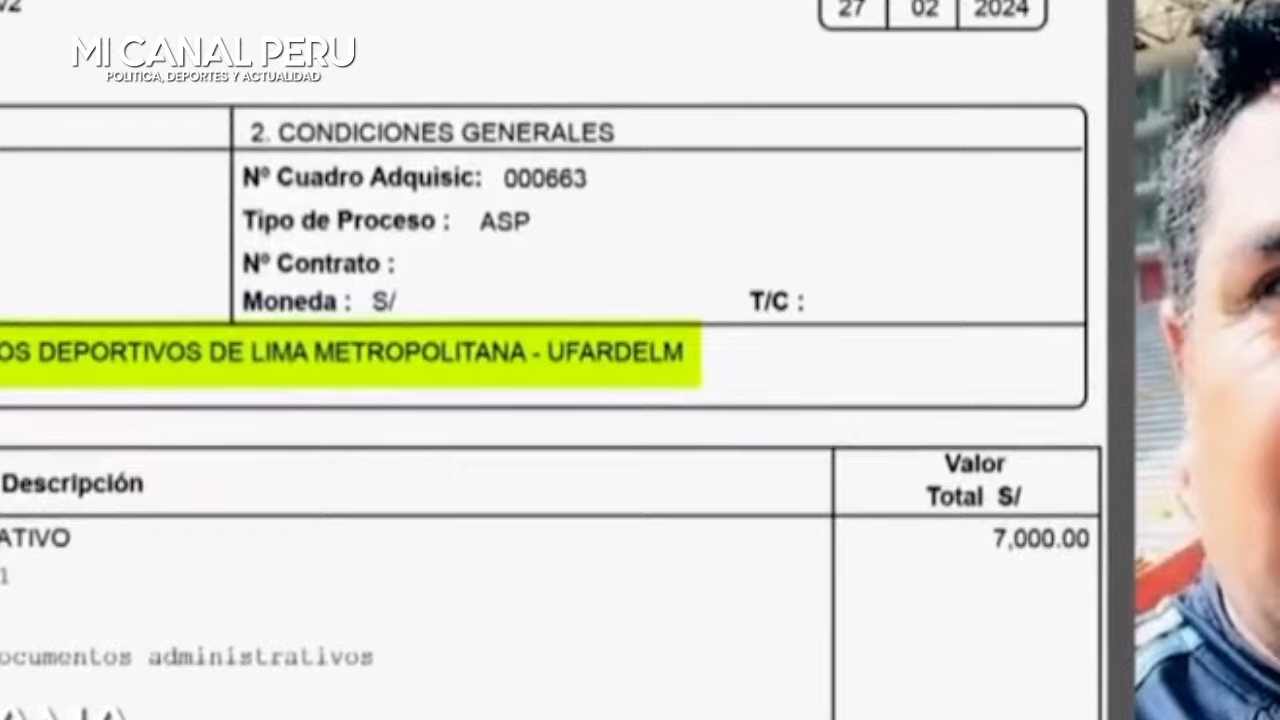 27 02 2024
MI CANAL PERU
POLITICA, DEPORTES Y ACTUALIDAD
2. CONDICIONES GENERALES
Nº Cuadro Adquisic: 000663
Tipo de Proceso : ASP
Nº Contrato :
Moneda : S/ T/C :
OS DEPORTIVOS DE LIMA METROPOLITANA - UFARDELM
Descripción
Valor
Total S/
ATIVO 7,000.00
1
ocumentos administrativos